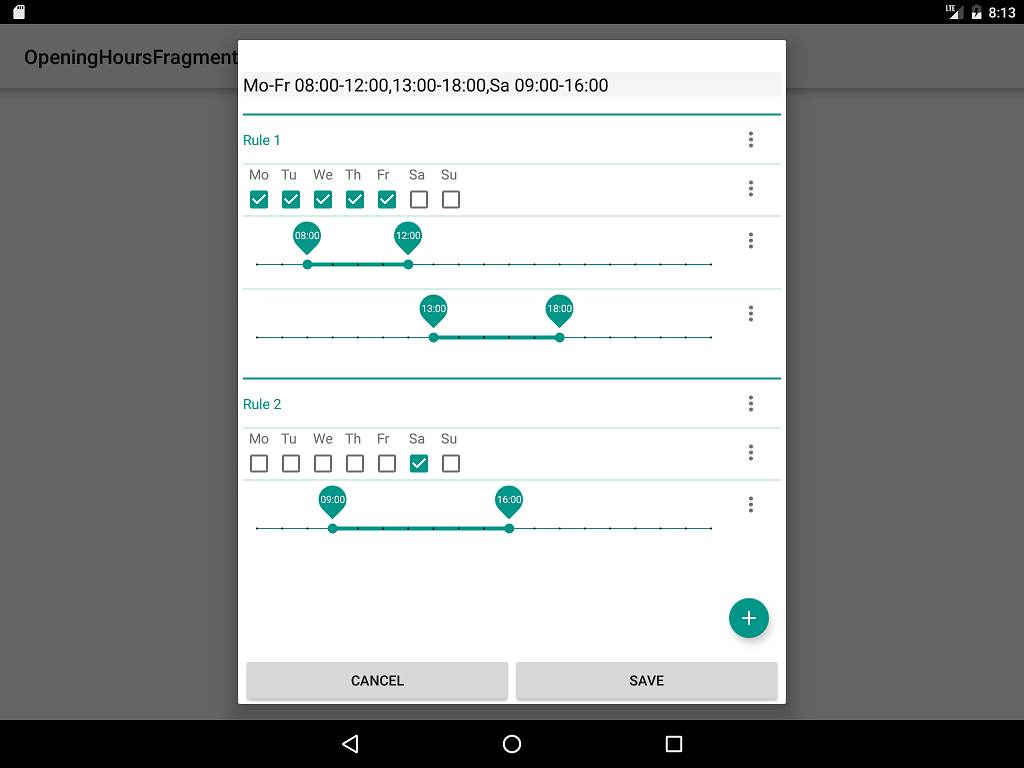 LTE 8:13
OpeningHoursFragment
Mo-Fr 08:00-12:00,13:00-18:00,Sa 09:00-16:00
Rule 1
Mo Tu We Th Fr Sa Su
08:00 12:00
13:00 18:00
Rule 2
Mo Tu We Th Fr Sa Su
09:00 16:00
CANCEL SAVE